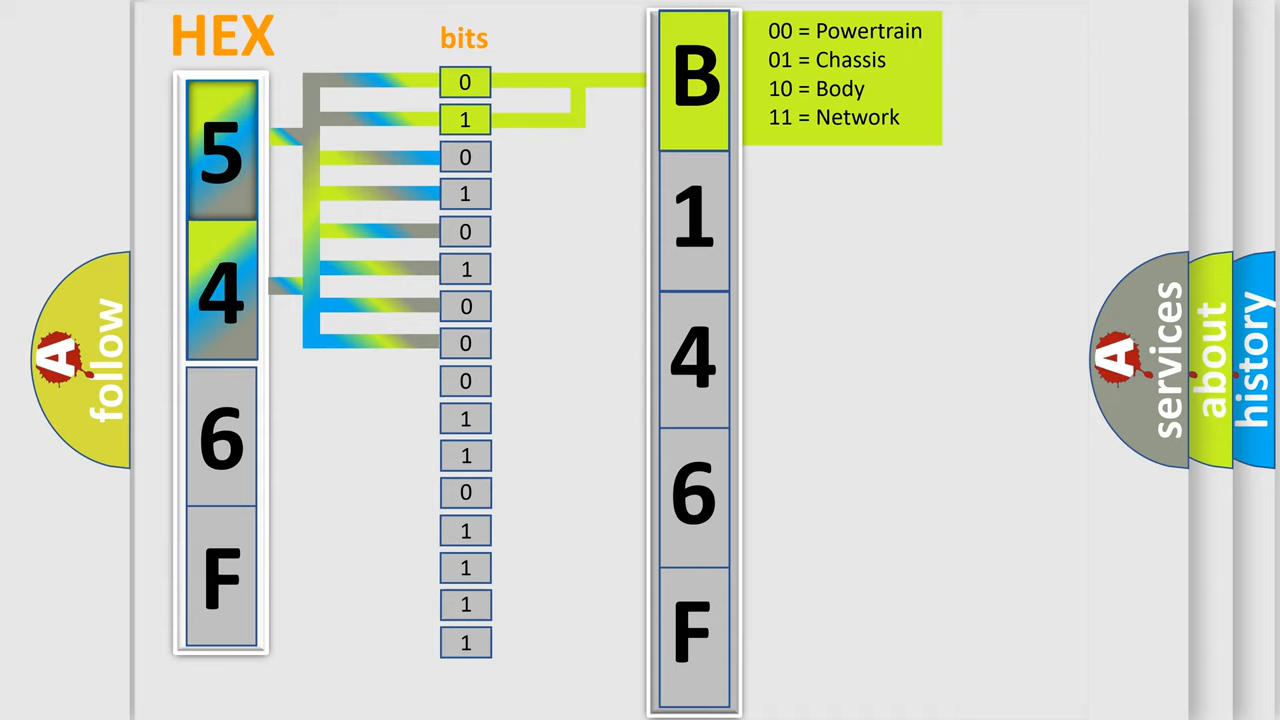 HEX
bits
5
4
6
F
0
1
0
1
0
1
0
0
0
1
1
0
1
1
1
1
B
1
4
6
F
00 = Powertrain
01 = Chassis
10 = Body
11 = Network
A
follow
A
services
about
history